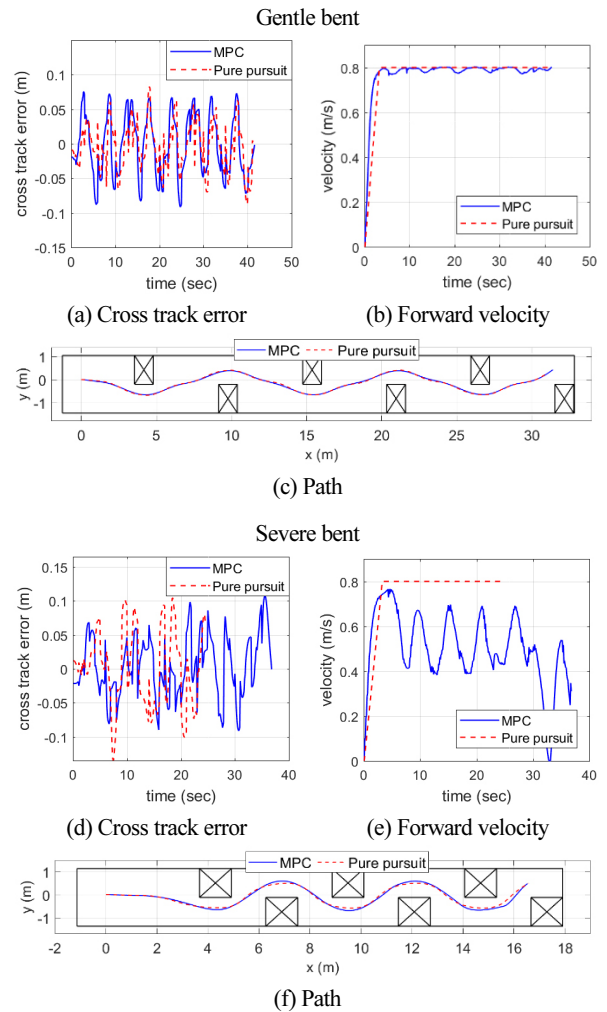 Gentle bent
MPC
Pure pursuit
0.1
0.05
0
-0.05
-0.1
-0.15
cross track error (m)
0 10 20 30 40 50
time (sec)
(a) Cross track error
0.8
0.6
0.4
0.2
0
velocity (m/s)
MPC
Pure pursuit
0 10 20 30 40 50
time (sec)
(b) Forward velocity
MPC Pure pursuit
1
0
-1
y (m)
0 5 10 15 20 25 30
x (m)
(c) Path
Severe bent
MPC
Pure pursuit
0.15
0.1
0.05
0
-0.05
-0.1
cross track error (m)
0 10 20 30 40
time (sec)
(d) Cross track error
0.8
0.6
0.4
0.2
0
velocity (m/s)
MPC
Pure pursuit
0 10 20 30 40
time (sec)
(e) Forward velocity
MPC Pure pursuit
1
0
-1
y (m)
-2 0 2 4 6 8 10 12 14 16 18
x (m)
(f) Path